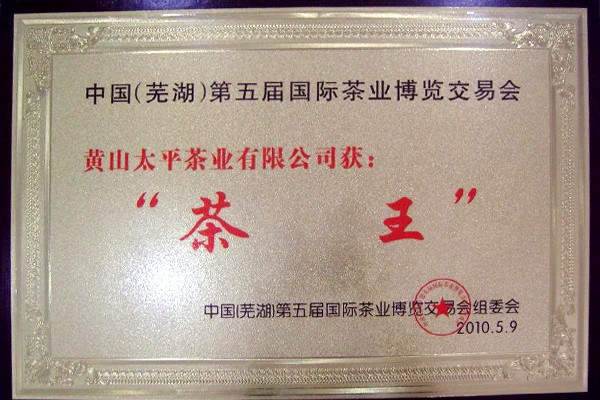 中国(芜湖)第五届国际茶业博览交易会
黄山太平茶业有限公司获：
“茶 王”
中国(芜湖)第五届国际茶业博览交易会组委会
2010.5.9